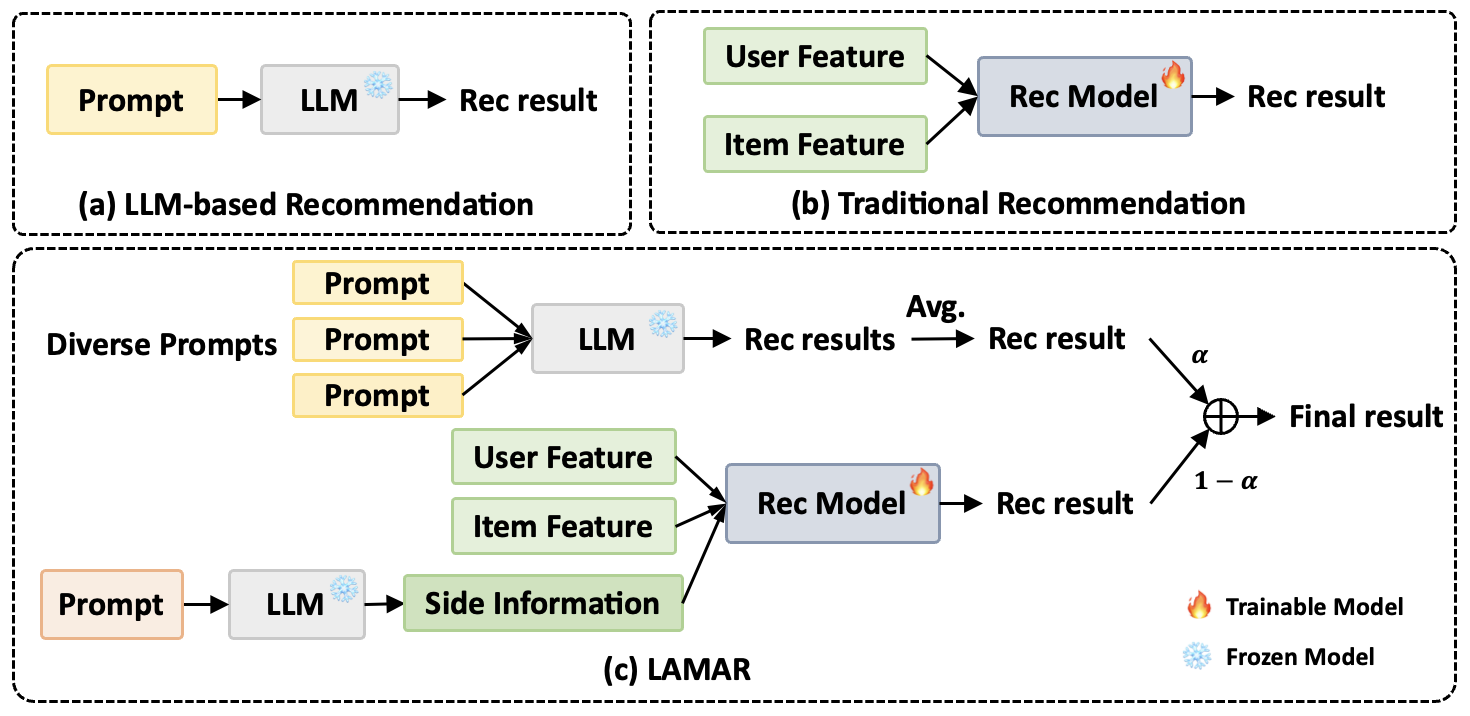 Prompt
LLM
Rec result
(a) LLM-based Recommendation
User Feature
Item Feature
Rec Model
Rec result
(b) Traditional Recommendation
Diverse Prompts
Prompt
Prompt
Prompt
LLM
Rec results
Avg.
Rec result
α
User Feature
Item Feature
Rec Model
Rec result
1 − α
Final result
Prompt
LLM
Side Information
Trainable Model
Frozen Model
(c) LAMAR